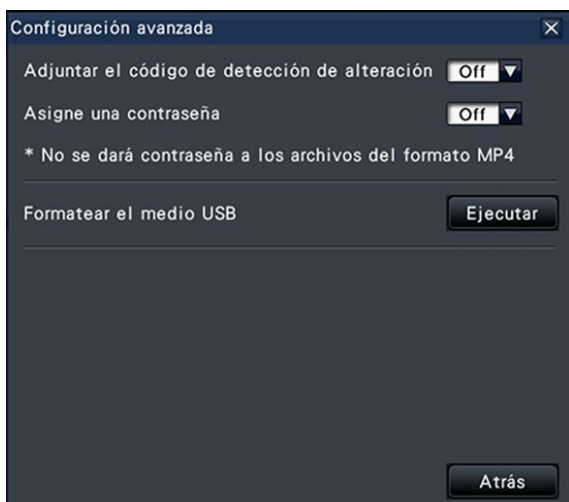 Configuración avanzada
Adjuntar el código de detección de alteración Off
Asigne una contraseña Off
* No se dará contraseña a los archivos del formato MP4
Formatear el medio USB Ejecutar
Atrás